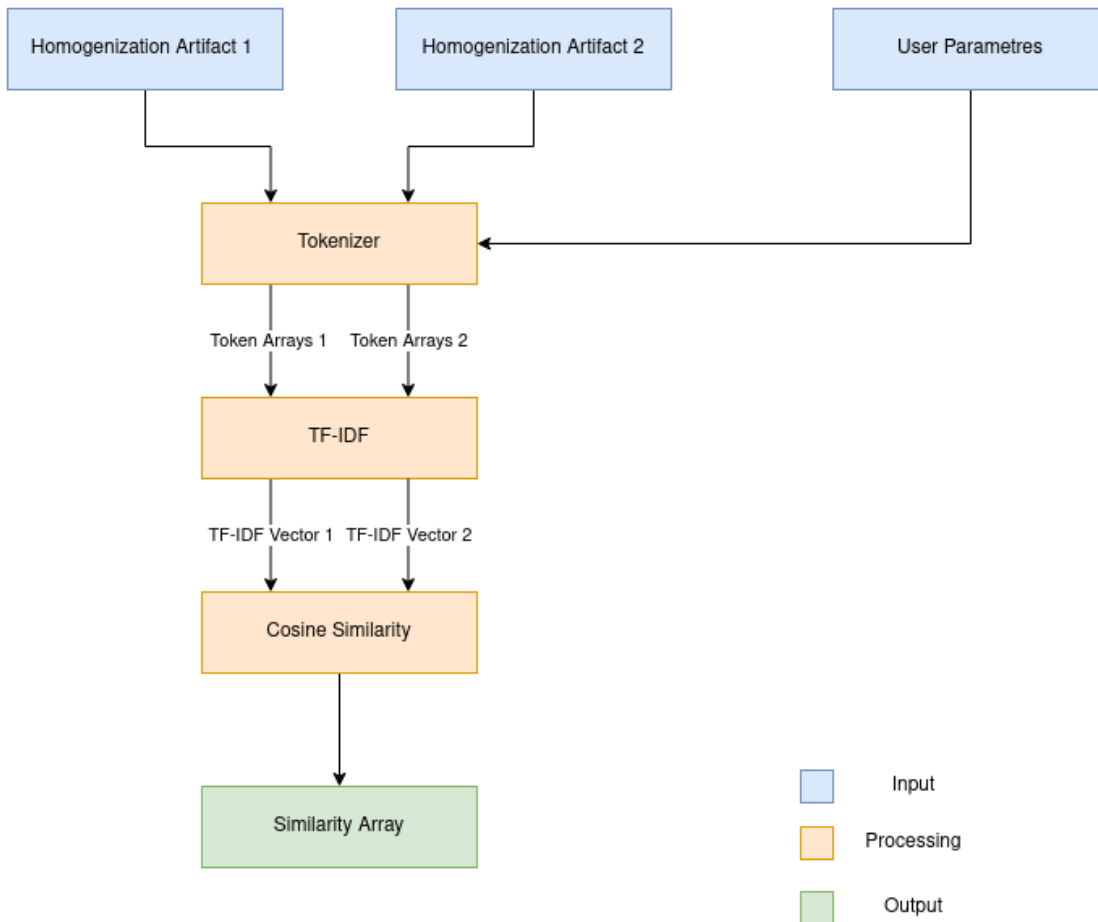 Homogenization Artifact 1
Homogenization Artifact 2
User Parametres
Tokenizer
Token Arrays 1
Token Arrays 2
TF-IDF
TF-IDF Vector 1
TF-IDF Vector 2
Cosine Similarity
Similarity Array
Input
Processing
Output